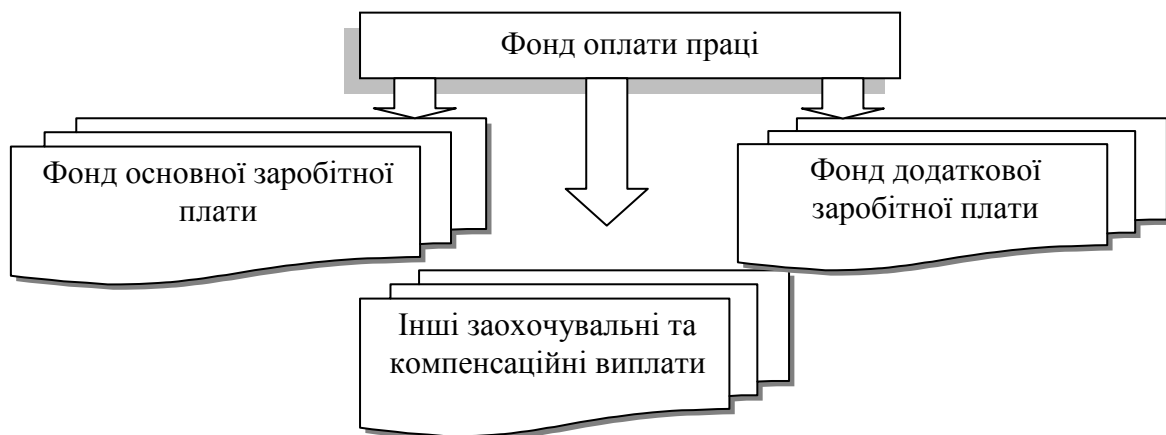 Фонд оплати праці
Фонд основної заробітної
плати
Фонд додаткової
заробітної плати
Інші заохочувальні та
компенсаційні виплати